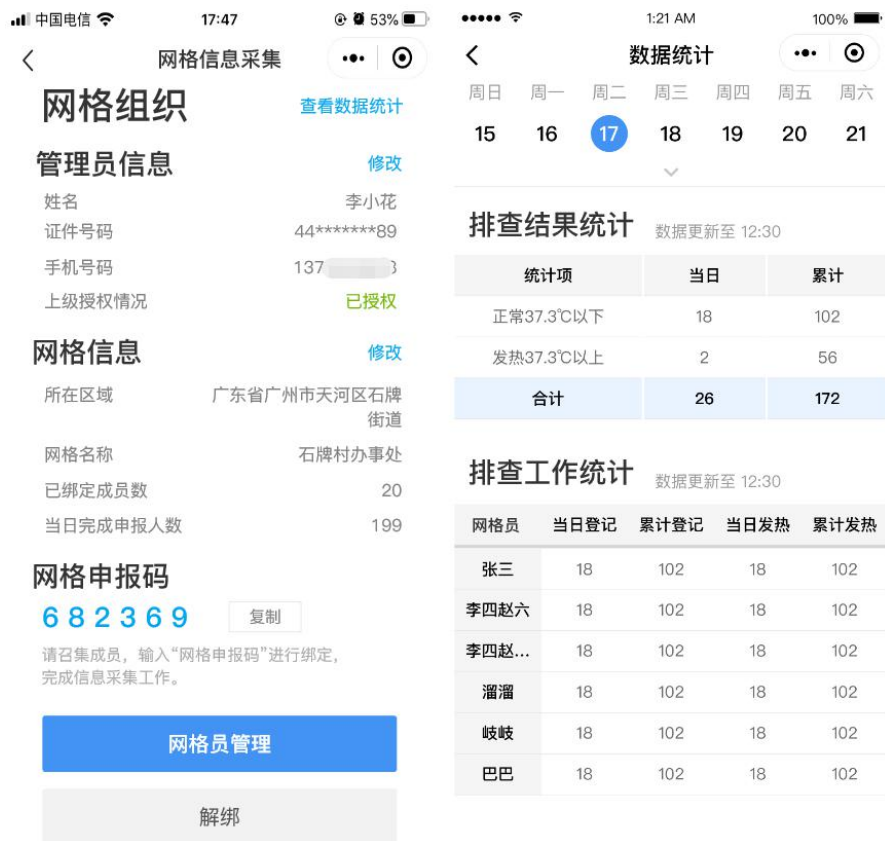 中国电信 17:47 53%
网格信息采集
网格组织 查看数据统计
管理员信息 修改
姓名 李小花
证件号码 44*******89
手机号码 137 3
上级授权情况 已授权
网格信息 修改
所在区域 广东省广州市天河区石牌
街道
网格名称 石牌村办事处
已绑定成员数 20
当日完成申报人数 199
网格申报码
682369 复制
请召集成员，输入“网格申报码”进行绑定，
完成信息采集工作。
网格员管理
解绑
1:21 AM 100%
数据统计
周日 周一 周二 周三 周四 周五 周六
15 16 17 18 19 20 21
排查结果统计 数据更新至 12:30
统计项 当日 累计
正常37.3℃以下 18 102
发热37.3℃以上 2 56
合计 26 172
排查工作统计 数据更新至 12:30
网格员 当日登记 累计登记 当日发热 累计发热
张三 18 102 18 102
李四赵六 18 102 18 102
李四赵... 18 102 18 102
溜溜 18 102 18 102
岐岐 18 102 18 102
巴巴 18 102 18 102